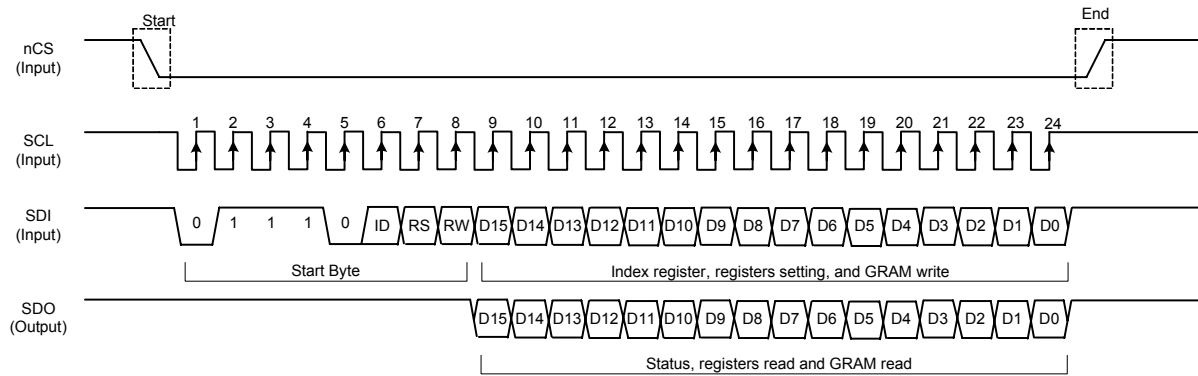 Start
End
nCS
(Input)
1 2 3 4 5 6 7 8 9 10 11 12 13 14 15 16 17 18 19 20 21 22 23 24
SCL
(Input)
SDI
(Input)
0 1 1 1 0 ID RS RW D15 D14 D13 D12 D11 D10 D9 D8 D7 D6 D5 D4 D3 D2 D1 D0
Start Byte
Index register, registers setting, and GRAM write
SDO
(Output)
D15 D14 D13 D12 D11 D10 D9 D8 D7 D6 D5 D4 D3 D2 D1 D0
Status, registers read and GRAM read